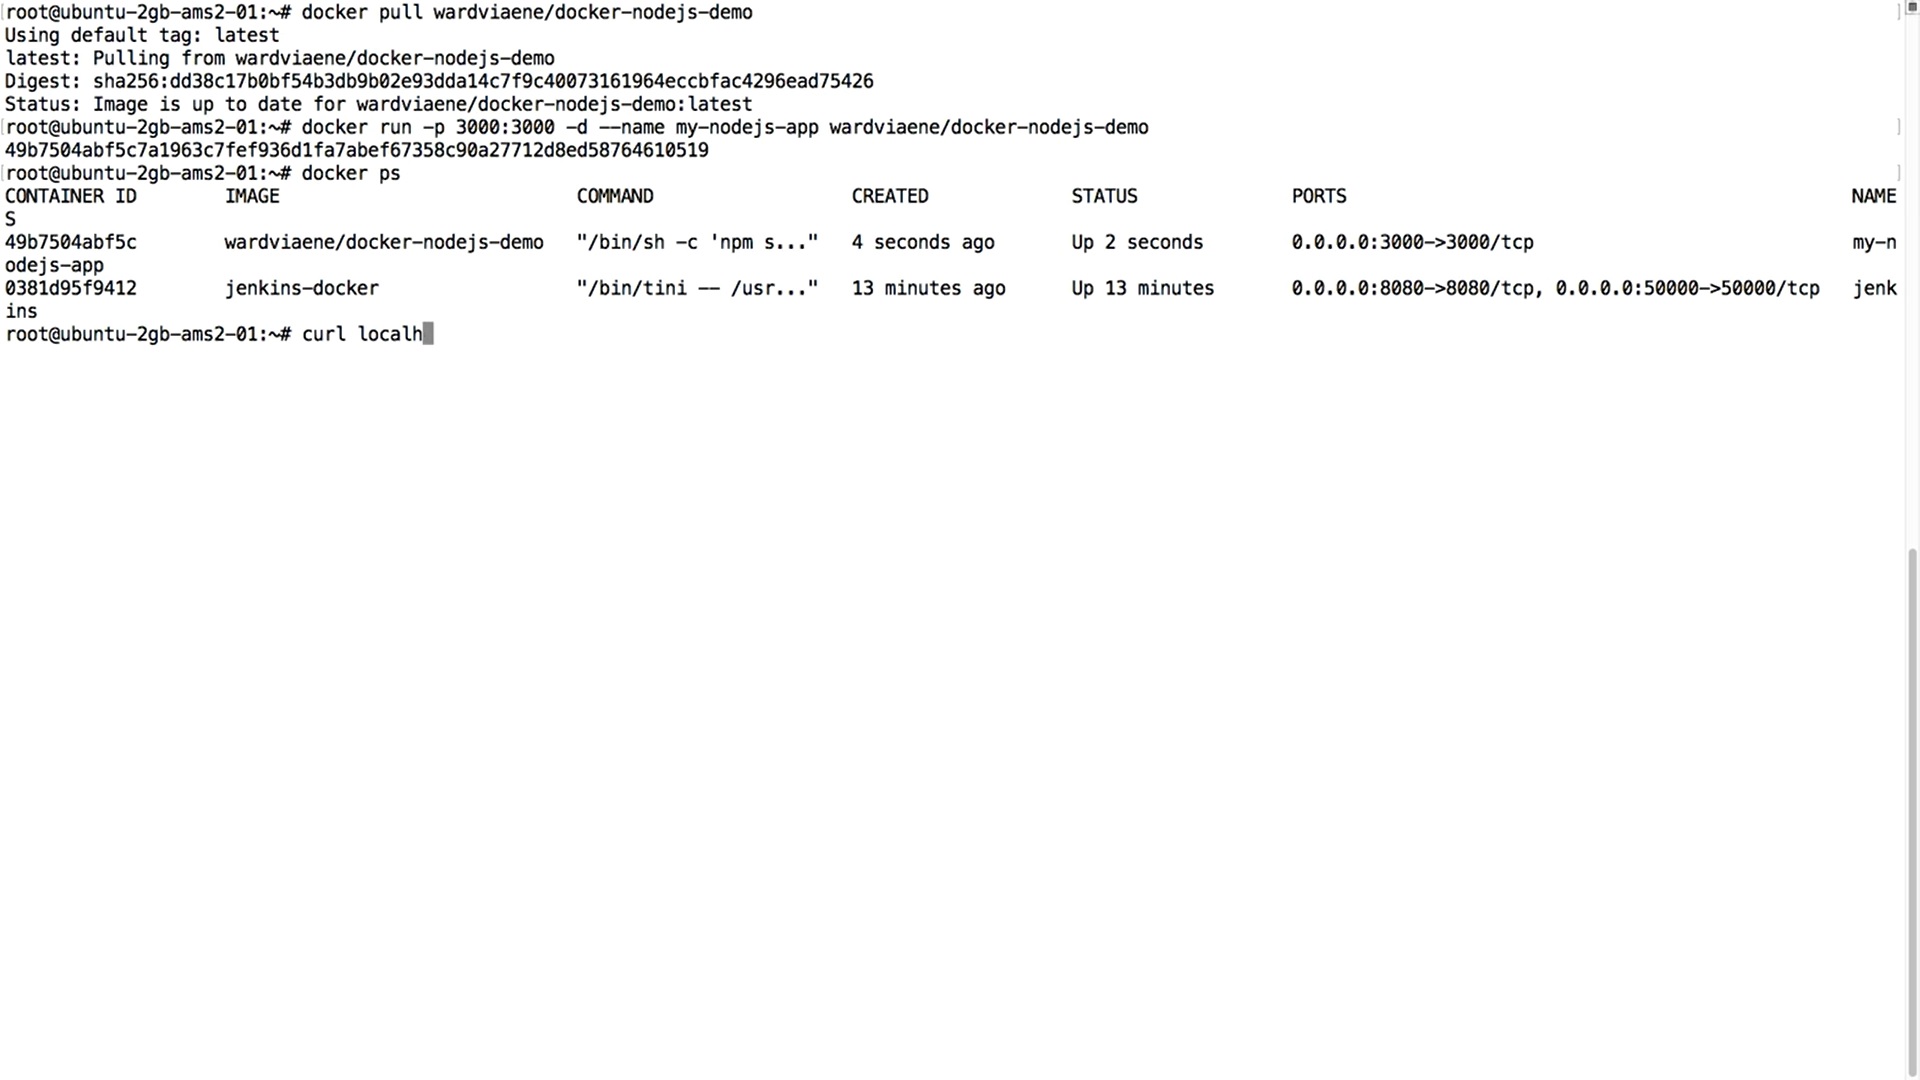 [root@ubuntu-2gb-ams2-01:~# docker pull wardviaene/docker-nodejs-demo ]
Using default tag: latest
latest: Pulling from wardviaene/docker-nodejs-demo
Digest: sha256:dd38c17b0bf54b3db9b02e93dda14c7f9c40073161964eccbfac4296ead75426
Status: Image is up to date for wardviaene/docker-nodejs-demo:latest
[root@ubuntu-2gb-ams2-01:~# docker run -p 3000:3000 -d --name my-nodejs-app wardviaene/docker-nodejs-demo ]
49b7504abf5c7a1963c7fef936d1fa7abef67358c90a27712d8ed58764610519
[root@ubuntu-2gb-ams2-01:~# docker ps ]
CONTAINER ID IMAGE COMMAND CREATED STATUS PORTS NAME
S
49b7504abf5c wardviaene/docker-nodejs-demo "/bin/sh -c 'npm s..." 4 seconds ago Up 2 seconds 0.0.0.0:3000->3000/tcp my-n
odejs-app
0381d95f9412 jenkins-docker "/bin/tini -- /usr..." 13 minutes ago Up 13 minutes 0.0.0.0:8080->8080/tcp, 0.0.0.0:50000->50000/tcp jenk
ins
root@ubuntu-2gb-ams2-01:~# curl localh